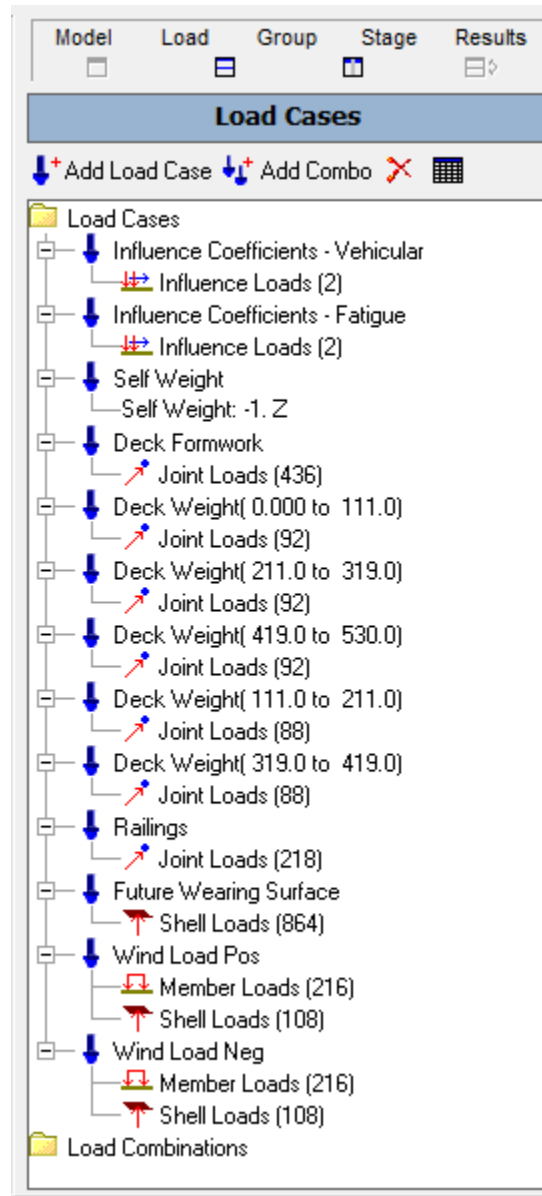 Model Load Group Stage Results
Load Cases
Add Load Case Add Combo
Load Cases
Influence Coefficients - Vehicular
Influence Loads (2)
Influence Coefficients - Fatigue
Influence Loads (2)
Self Weight
Self Weight: -1. Z
Deck Formwork
Joint Loads (436)
Deck Weight( 0.000 to 111.0)
Joint Loads (92)
Deck Weight( 211.0 to 319.0)
Joint Loads (92)
Deck Weight( 419.0 to 530.0)
Joint Loads (92)
Deck Weight( 111.0 to 211.0)
Joint Loads (88)
Deck Weight( 319.0 to 419.0)
Joint Loads (88)
Railings
Joint Loads (218)
Future Wearing Surface
Shell Loads (864)
Wind Load Pos
Member Loads (216)
Shell Loads (108)
Wind Load Neg
Member Loads (216)
Shell Loads (108)
Load Combinations